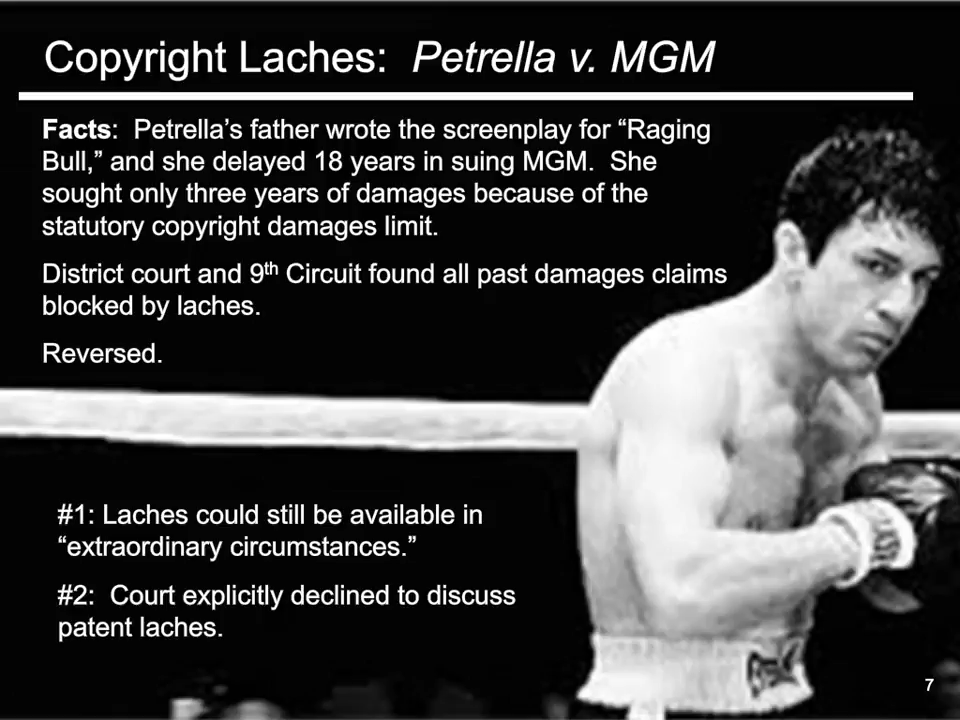 Copyright Laches:  Petrella v. MGM
Facts:  Petrella’s father wrote the screenplay for “Raging
Bull,” and she delayed 18 years in suing MGM.  She
sought only three years of damages because of the
statutory copyright damages limit.
District court and 9th Circuit found all past damages claims
blocked by laches.
Reversed.
#1: Laches could still be available in
“extraordinary circumstances.”
#2:  Court explicitly declined to discuss
patent laches.
7